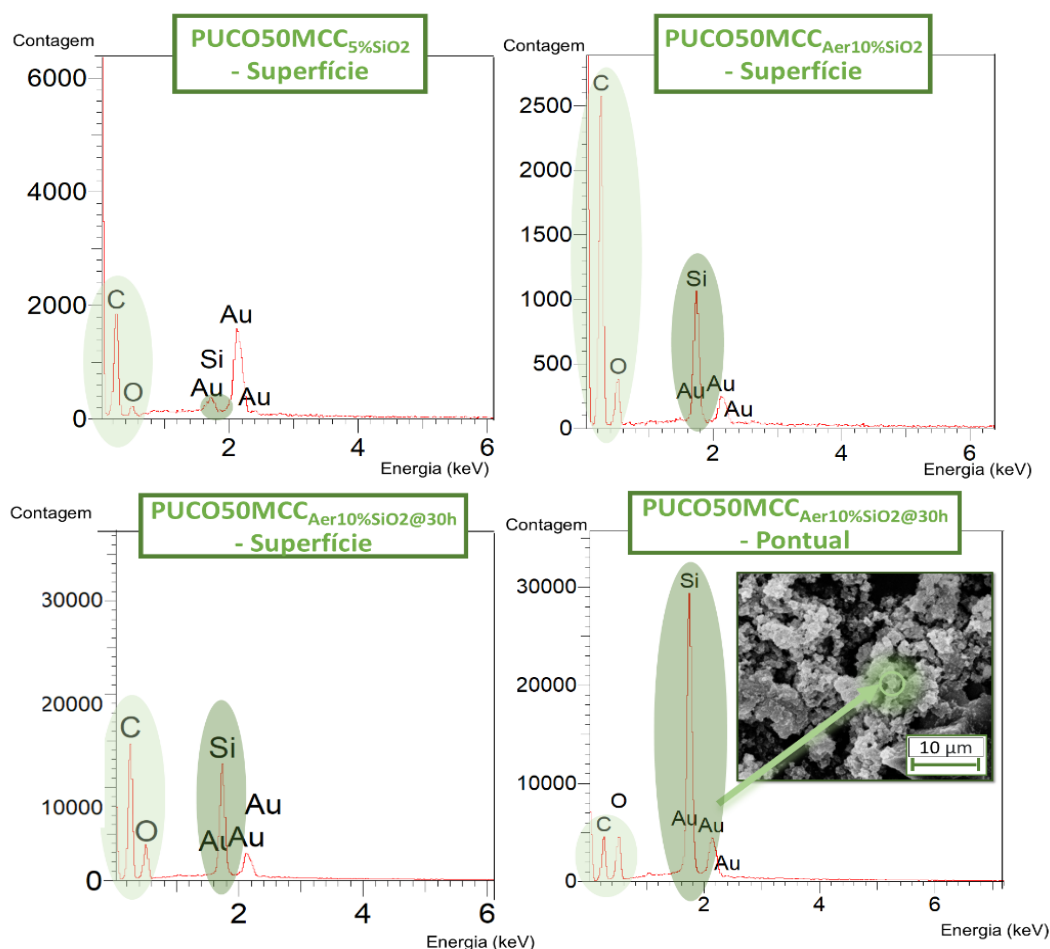 Contagem
PUCO50MCC5%SiO2
- Superfície
6000
4000
2000
0
C
O
Si
Au
Au
Au
2
4
6
Energia (keV)
Contagem
PUCO50MCCAer10%SiO2
- Superfície
2500
2000
1500
1000
500
0
C
O
Si
Au
Au
Au
2
4
6
Energia (keV)
Contagem
PUCO50MCCAer10%SiO2@30h
- Superfície
30000
20000
10000
0
C
O
Si
Au
Au
Au
2
4
6
Energia (keV)
Contagem
PUCO50MCCAer10%SiO2@30h
- Pontual
30000
20000
10000
0
C
O
Si
Au
Au
Au
10 µm
2
4
6
Energia (keV)